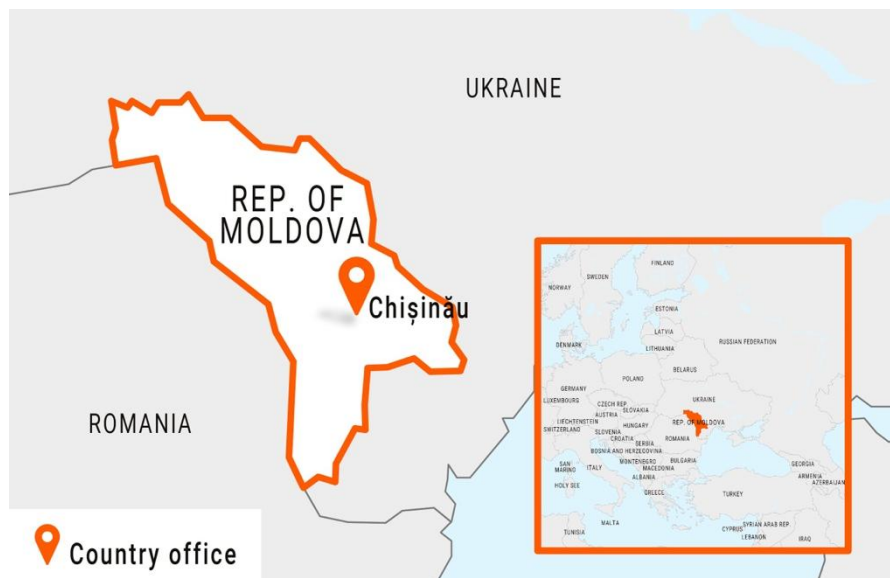 UKRAINE
REP. OF
MOLDOVA
Chișinău
ROMANIA
Country office
FINLAND
SWEDEN
NORWAY
ESTONIA
LATVIA
RUSSIAN FEDERATION
DENMARK
LITHUANIA
BELARUS
POLAND
GERMANY
UKRAINE
LUXEMBOURG
CZECH REP.
SLOVAKIA
AUSTRIA
LIECHTENSTEIN
REP. OF MOLDOVA
HUNGARY
SWITZERLAND
SLOVENIA
CROATIA
ROMANIA
SERBIA
BOSNIA AND HERZEGOVINA
MONTENEGRO
BULGARIA
SAN
MARINO
ITALY
MACEDONIA
GEORGIA
ALBANIA
ARMENIA
AZERBAIJAN
HOLY SEE
GREECE
TURKEY
MALTA
SYRIAN ARAB REP.
CYPRUS
TUNISIA
LEBANON
IRAQ